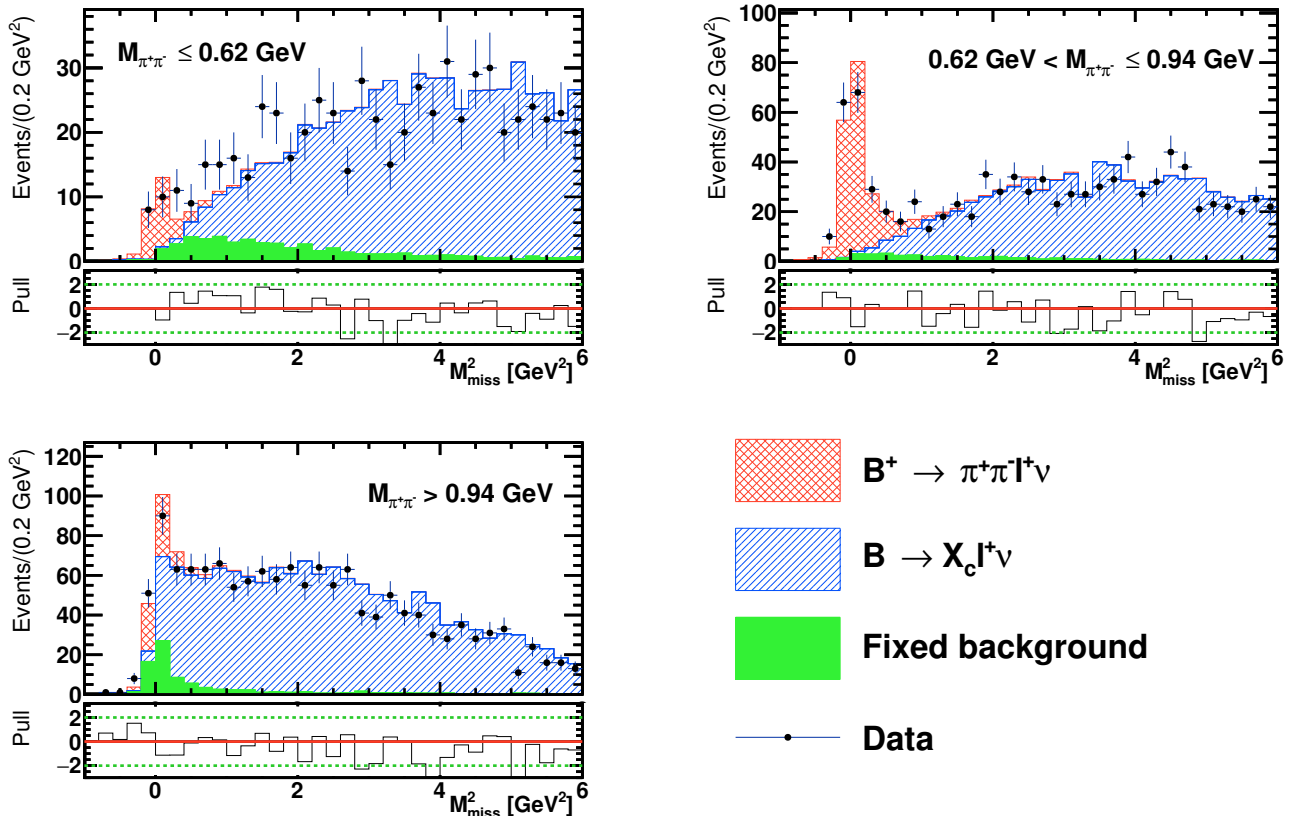 M_{π⁺π⁻} ≤ 0.62 GeV
Events/(0.2 GeV²)
30
20
10
0
Pull
2
0
−2
0 2 4 6
M²_miss [GeV²]
0.62 GeV < M_{π⁺π⁻} ≤ 0.94 GeV
Events/(0.2 GeV²)
100
80
60
40
20
0
Pull
2
0
−2
0 2 4 6
M²_miss [GeV²]
M_{π⁺π⁻} > 0.94 GeV
Events/(0.2 GeV²)
120
100
80
60
40
20
0
Pull
2
0
−2
0 2 4 6
M²_miss [GeV²]
B⁺ → π⁺π⁻l⁺ν
B → X_c l⁺ν
Fixed background
Data